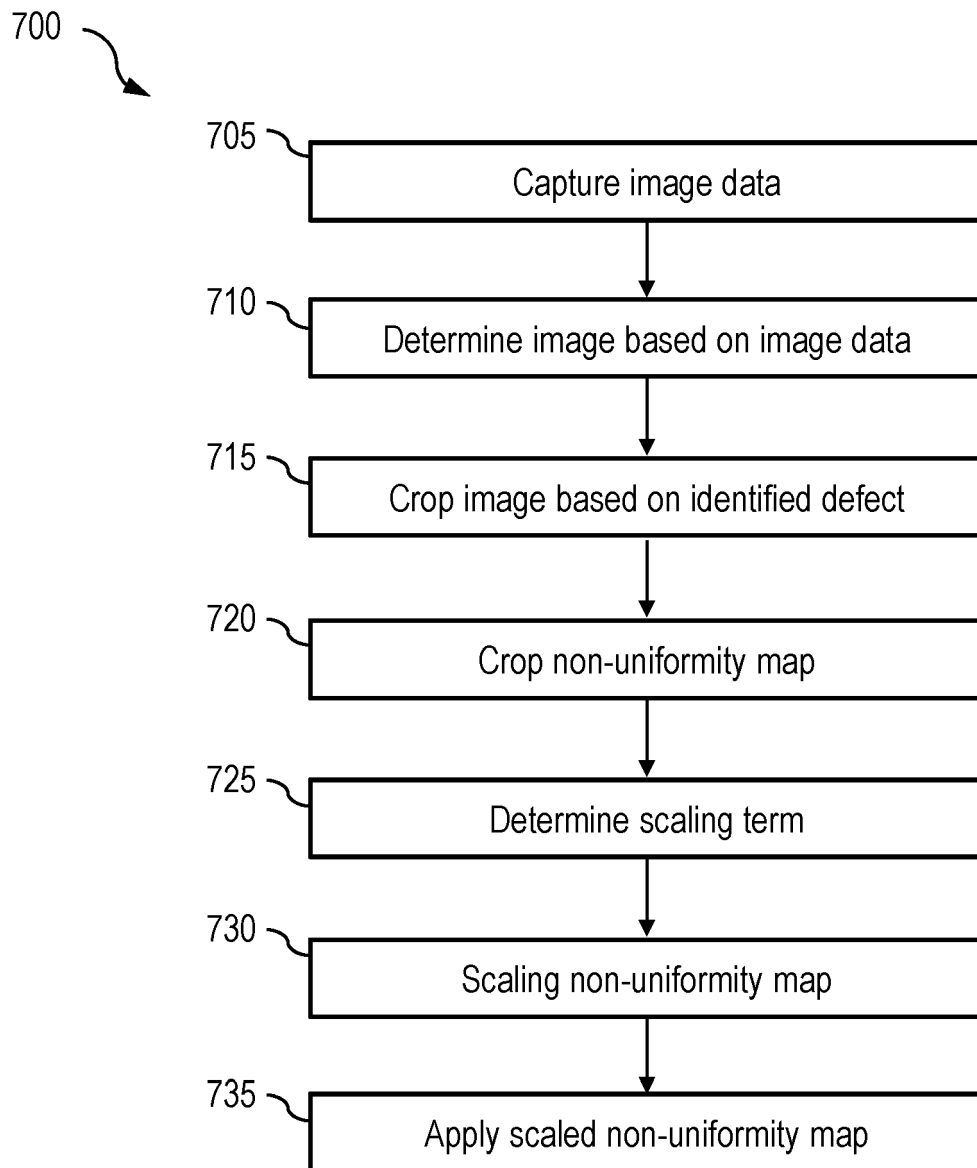 700
705
Capture image data
710
Determine image based on image data
715
Crop image based on identified defect
720
Crop non-uniformity map
725
Determine scaling term
730
Scaling non-uniformity map
735
Apply scaled non-uniformity map